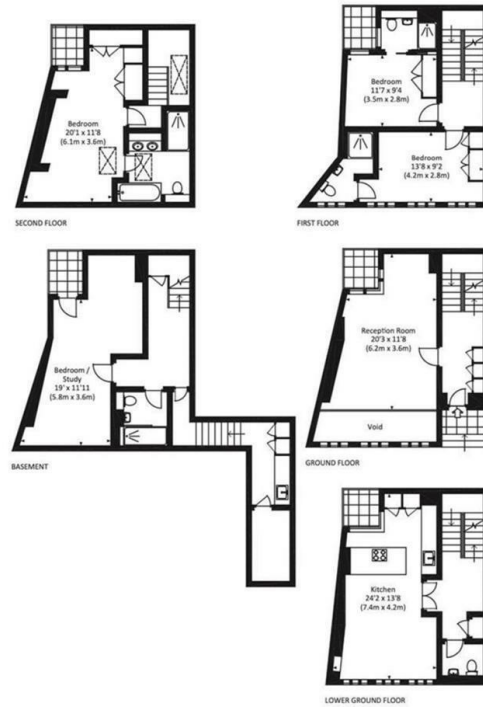 Bedroom
20'1 x 11'8
(6.1m x 3.6m)
SECOND FLOOR
Bedroom
11'7 x 9'4
(3.5m x 2.8m)
Bedroom
13'8 x 9'2
(4.2m x 2.8m)
FIRST FLOOR
Bedroom /
Study
19' x 11'11
(5.8m x 3.6m)
BASEMENT
Reception Room
20'3 x 11'8
(6.2m x 3.6m)
Void
GROUND FLOOR
Kitchen
24'2 x 13'8
(7.4m x 4.2m)
LOWER GROUND FLOOR